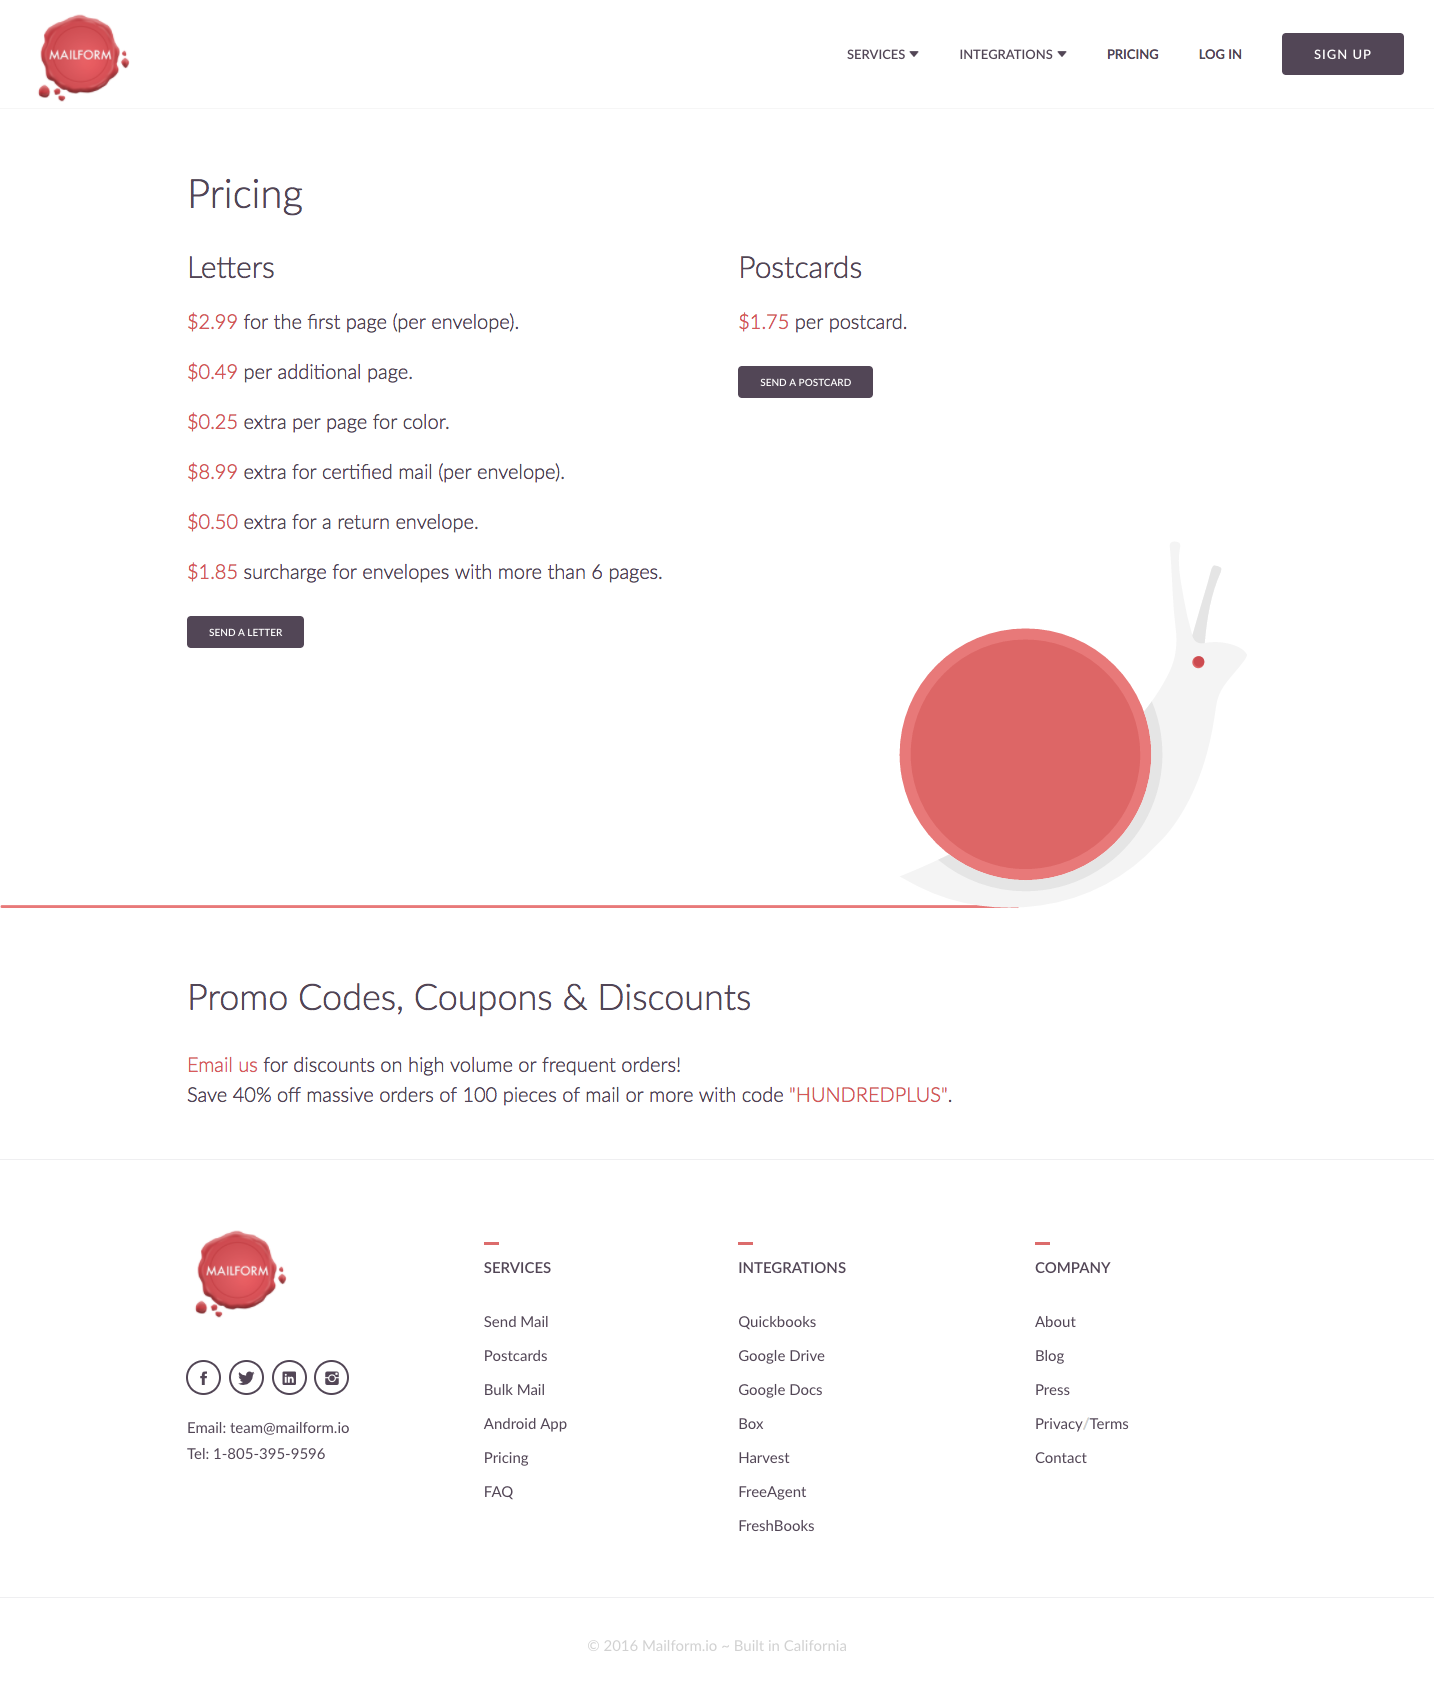 MAILFORM
SERVICES
INTEGRATIONS
PRICING
LOG IN
SIGN UP
Pricing
Letters
$2.99 for the first page (per envelope).
$0.49 per additional page.
$0.25 extra per page for color.
$8.99 extra for certified mail (per envelope).
$0.50 extra for a return envelope.
$1.85 surcharge for envelopes with more than 6 pages.
SEND A LETTER
Postcards
$1.75 per postcard.
SEND A POSTCARD
Promo Codes, Coupons & Discounts
Email us for discounts on high volume or frequent orders!
Save 40% off massive orders of 100 pieces of mail or more with code "HUNDREDPLUS".
MAILFORM
Email: team@mailform.io
Tel: 1-805-395-9596
SERVICES
Send Mail
Postcards
Bulk Mail
Android App
Pricing
FAQ
INTEGRATIONS
Quickbooks
Google Drive
Google Docs
Box
Harvest
FreeAgent
FreshBooks
COMPANY
About
Blog
Press
Privacy/Terms
Contact
© 2016 Mailform.io ~ Built in California